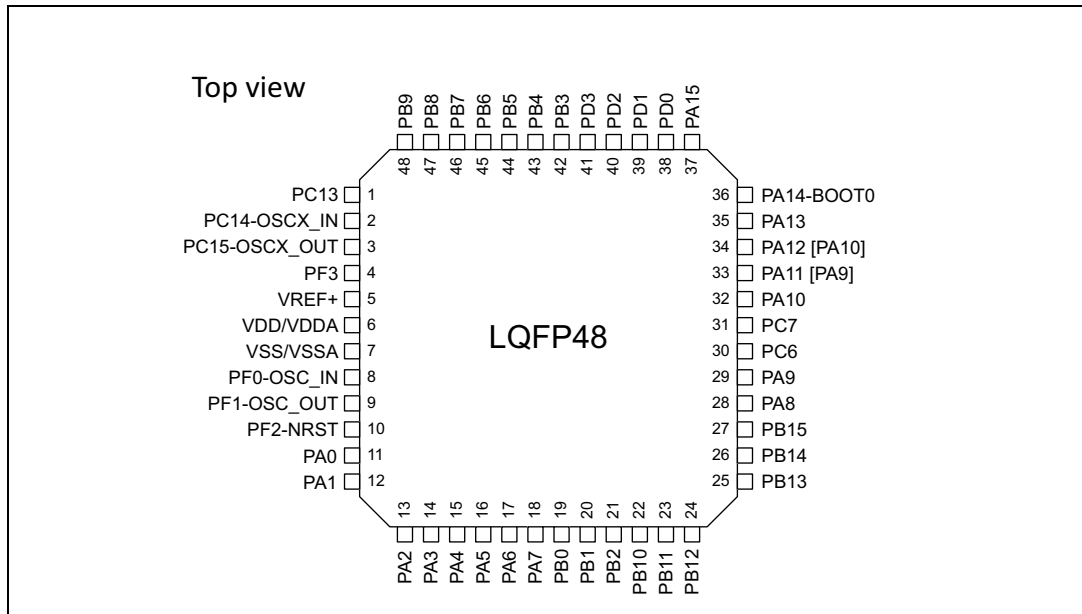 Top view
PB9
PB8
PB7
PB6
PB5
PB4
PB3
PD3
PD2
PD1
PD0
PA15
48
47
46
45
44
43
42
41
40
39
38
37
PC13 1
PC14-OSCX_IN 2
PC15-OSCX_OUT 3
PF3 4
VREF+ 5
VDD/VDDA 6
VSS/VSSA 7
PF0-OSC_IN 8
PF1-OSC_OUT 9
PF2-NRST 10
PA0 11
PA1 12
LQFP48
36 PA14-BOOT0
35 PA13
34 PA12 [PA10]
33 PA11 [PA9]
32 PA10
31 PC7
30 PC6
29 PA9
28 PA8
27 PB15
26 PB14
25 PB13
13
14
15
16
17
18
19
20
21
22
23
24
PA2
PA3
PA4
PA5
PA6
PA7
PB0
PB1
PB2
PB10
PB11
PB12